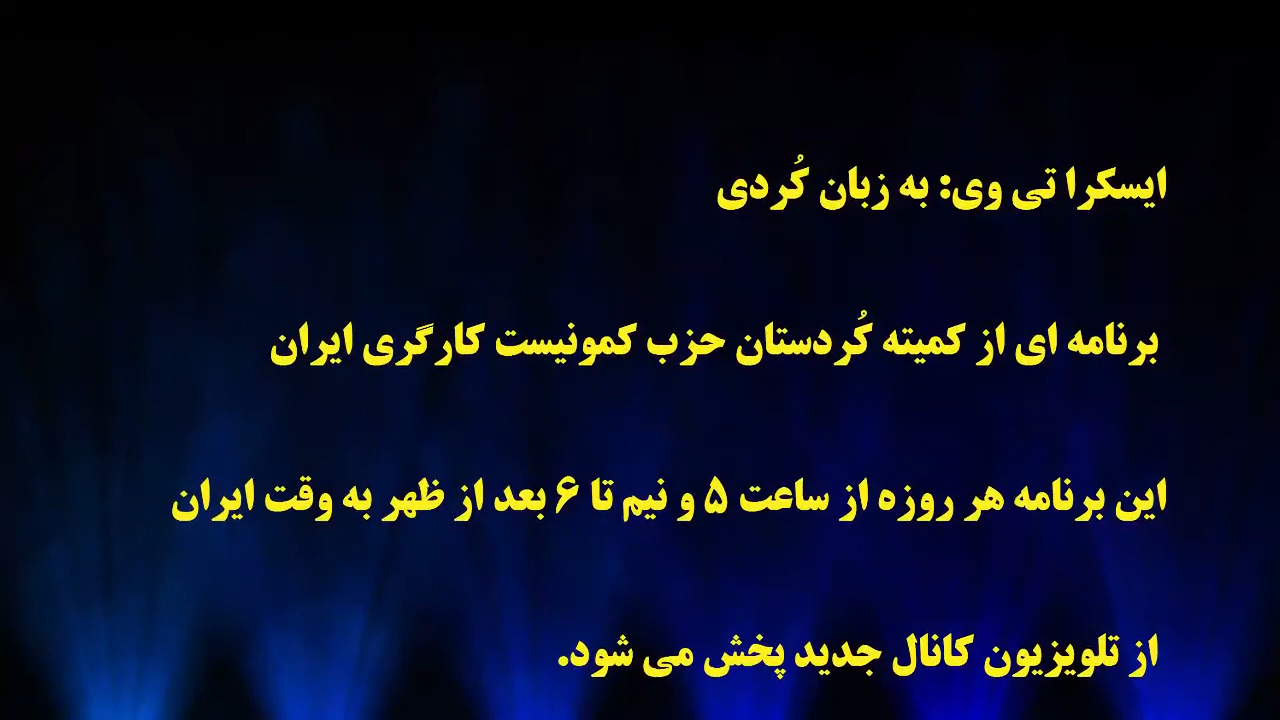 ایسکرا تی وی: به زبان کُردی
برنامه ای از کمیته کُردستان حزب کمونیست کارگری ایران
این برنامه هر روزه از ساعت ۵ و نیم تا ۶ بعد از ظهر به وقت ایران
از تلویزیون کانال جدید پخش می شود.